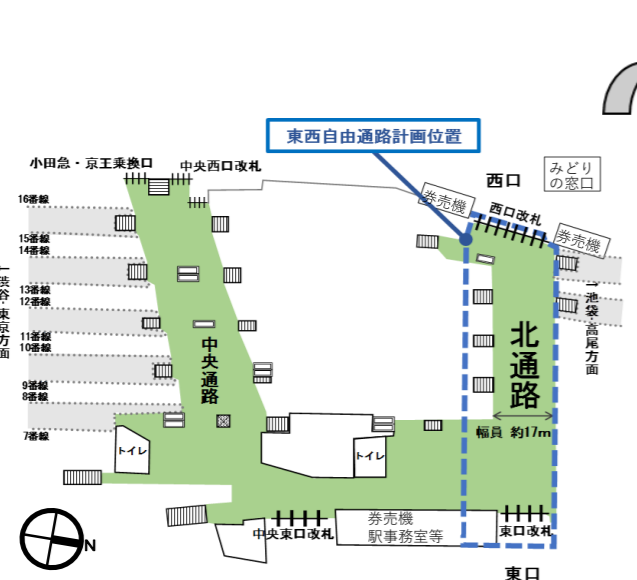 東西自由通路計画位置
小田急・京王乗換口
中央西口改札
西口
みどり
の窓口
券売機
西口改札
券売機
16番線
15番線
14番線
13番線
12番線
11番線
10番線
9番線
8番線
7番線
渋谷・東京方面
池袋・高尾方面
中央通路
北通路
幅員 約17m
トイレ
トイレ
券売機
駅事務室等
中央東口改札
東口改札
東口
N